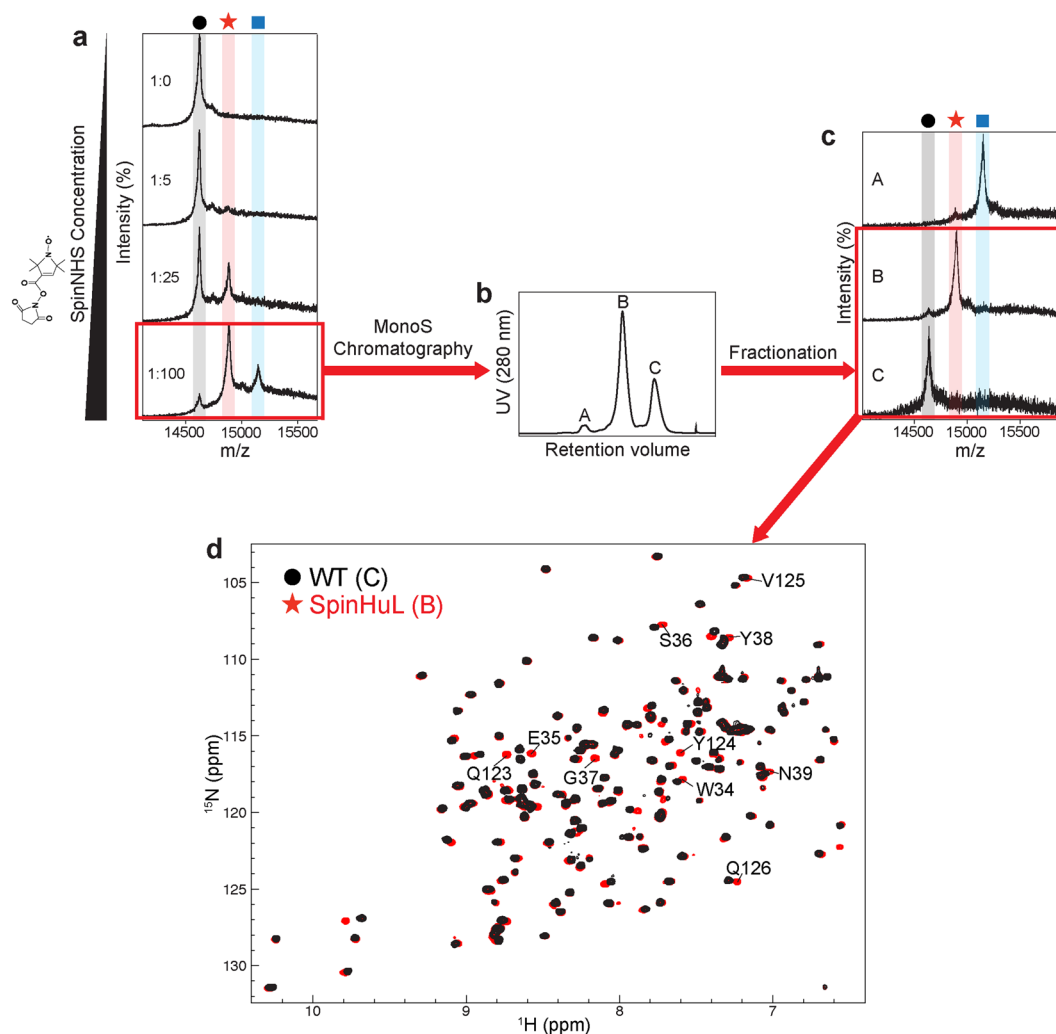 a
SpinNHS Concentration
Intensity (%)
1:0
1:5
1:25
1:100
14500 15000 15500
m/z
N-O·
O
O
N
O
O
MonoS
Chromatography
b
UV (280 nm)
A
B
C
Retention volume
Fractionation
c
Intensity (%)
A
B
C
14500 15000 15500
m/z
d
WT (C)
SpinHuL (B)
V125
S36
Y38
E35
Y124
Q123
G37
N39
W34
Q126
105
110
115
120
125
130
¹⁵N (ppm)
10 9 8 7
¹H (ppm)